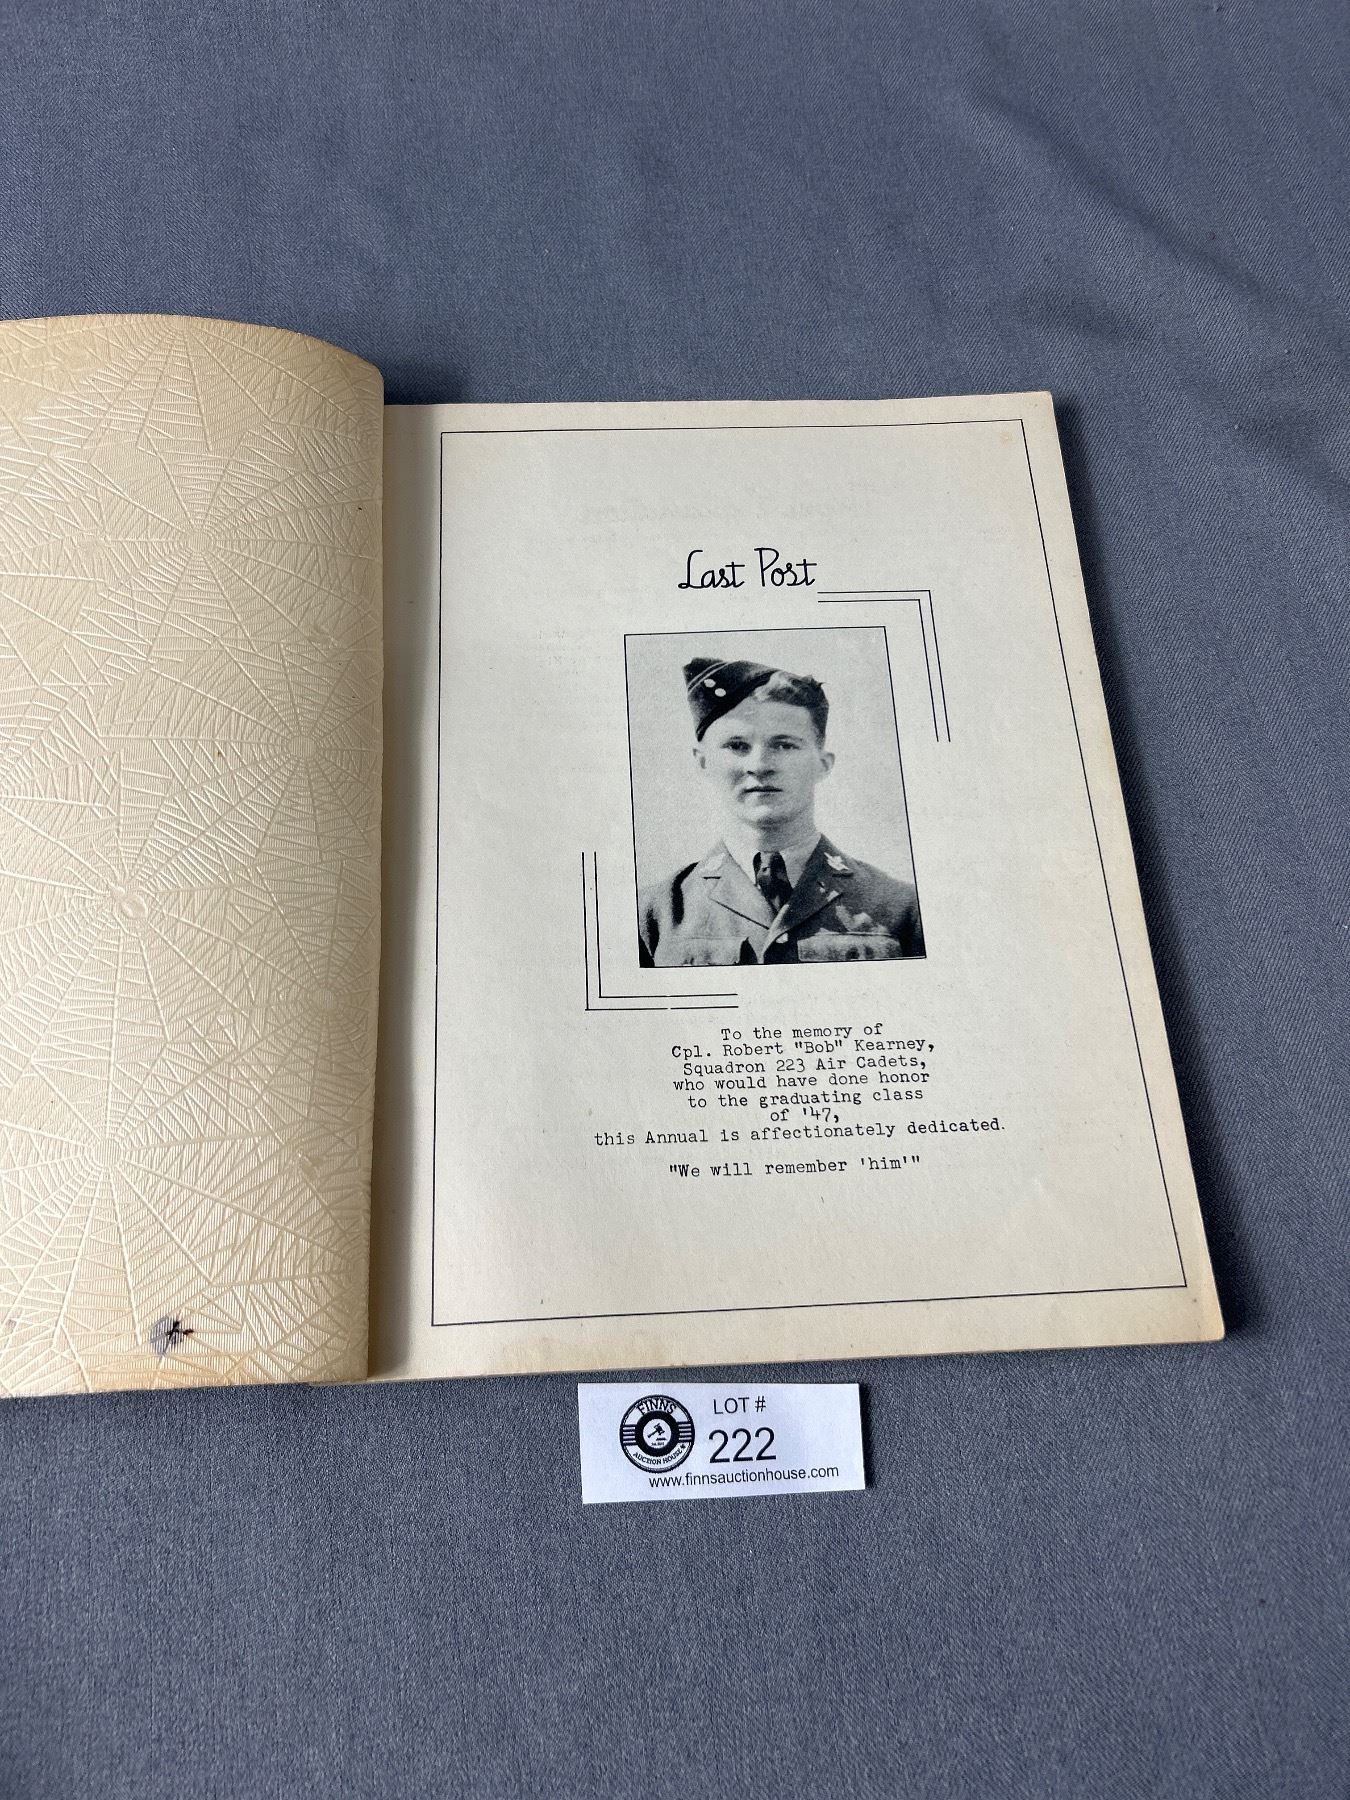 Last Post
To the memory of
Cpl. Robert "Bob" Kearney,
Squadron 223 Air Cadets,
who would have done honor
to the graduating class
of '47,
this Annual is affectionately dedicated.
"We will remember 'him'"
FINNS
AUCTION HOUSE
LOT #
222
www.finnsauctionhouse.com